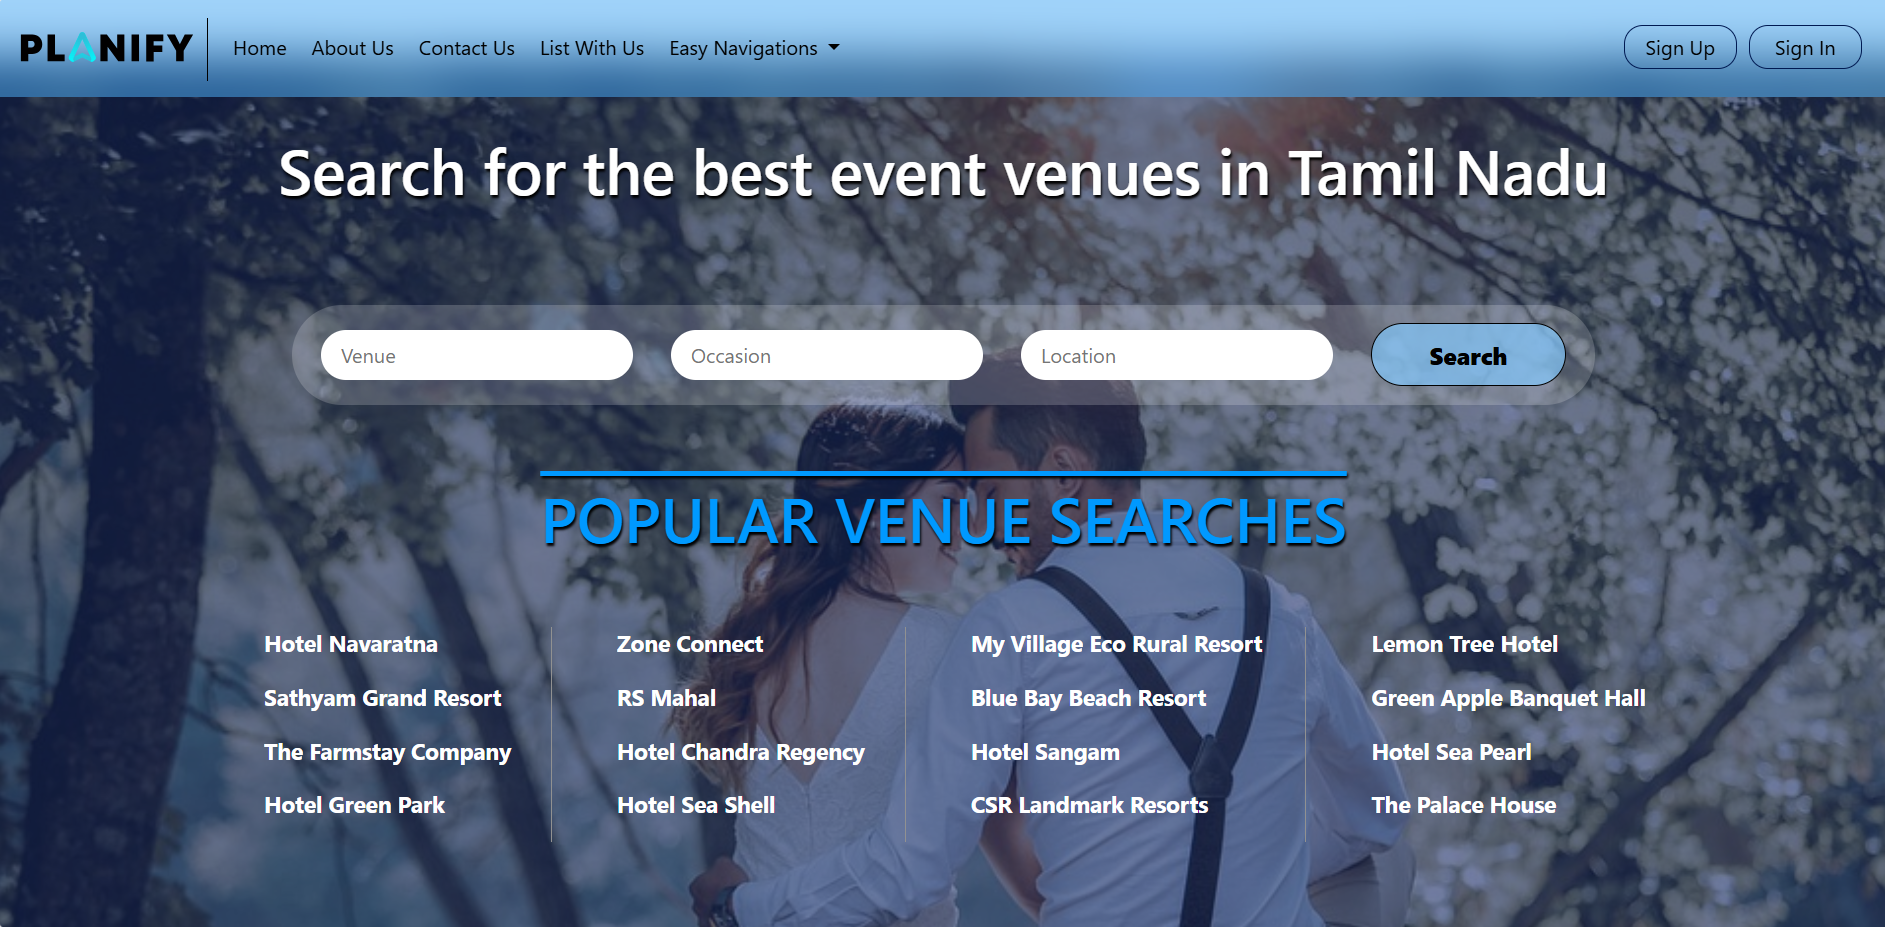 PLANIFY Home About Us Contact Us List With Us Easy Navigations Sign Up Sign In
Search for the best event venues in Tamil Nadu
Venue Occasion Location Search
POPULAR VENUE SEARCHES
Hotel Navaratna Zone Connect My Village Eco Rural Resort Lemon Tree Hotel
Sathyam Grand Resort RS Mahal Blue Bay Beach Resort Green Apple Banquet Hall
The Farmstay Company Hotel Chandra Regency Hotel Sangam Hotel Sea Pearl
Hotel Green Park Hotel Sea Shell CSR Landmark Resorts The Palace House